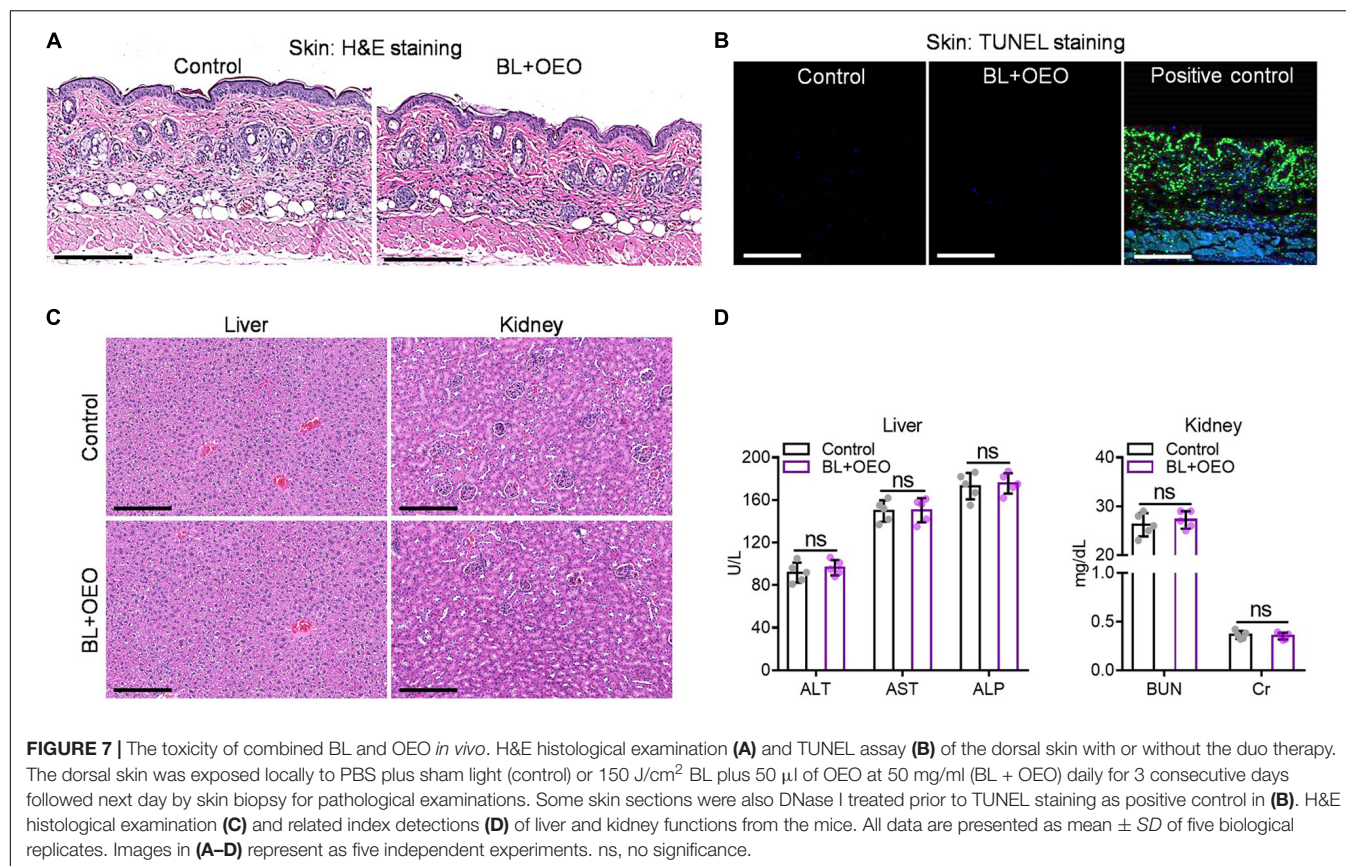 A
Skin: H&E staining
Control
BL+OEO
B
Skin: TUNEL staining
Control
BL+OEO
Positive control
C
Liver
Kidney
Control
BL+OEO
D
Liver
Control
BL+OEO
U/L
200
160
120
80
40
0
ns
ns
ns
ALT
AST
ALP
Kidney
Control
BL+OEO
mg/dL
40
30
20
1.0
0.5
0.0
ns
ns
BUN
Cr
FIGURE 7 | The toxicity of combined BL and OEO in vivo. H&E histological examination (A) and TUNEL assay (B) of the dorsal skin with or without the duo therapy.
The dorsal skin was exposed locally to PBS plus sham light (control) or 150 J/cm² BL plus 50 μl of OEO at 50 mg/ml (BL + OEO) daily for 3 consecutive days
followed next day by skin biopsy for pathological examinations. Some skin sections were also DNase I treated prior to TUNEL staining as positive control in (B). H&E
histological examination (C) and related index detections (D) of liver and kidney functions from the mice. All data are presented as mean ± SD of five biological
replicates. Images in (A–D) represent as five independent experiments. ns, no significance.